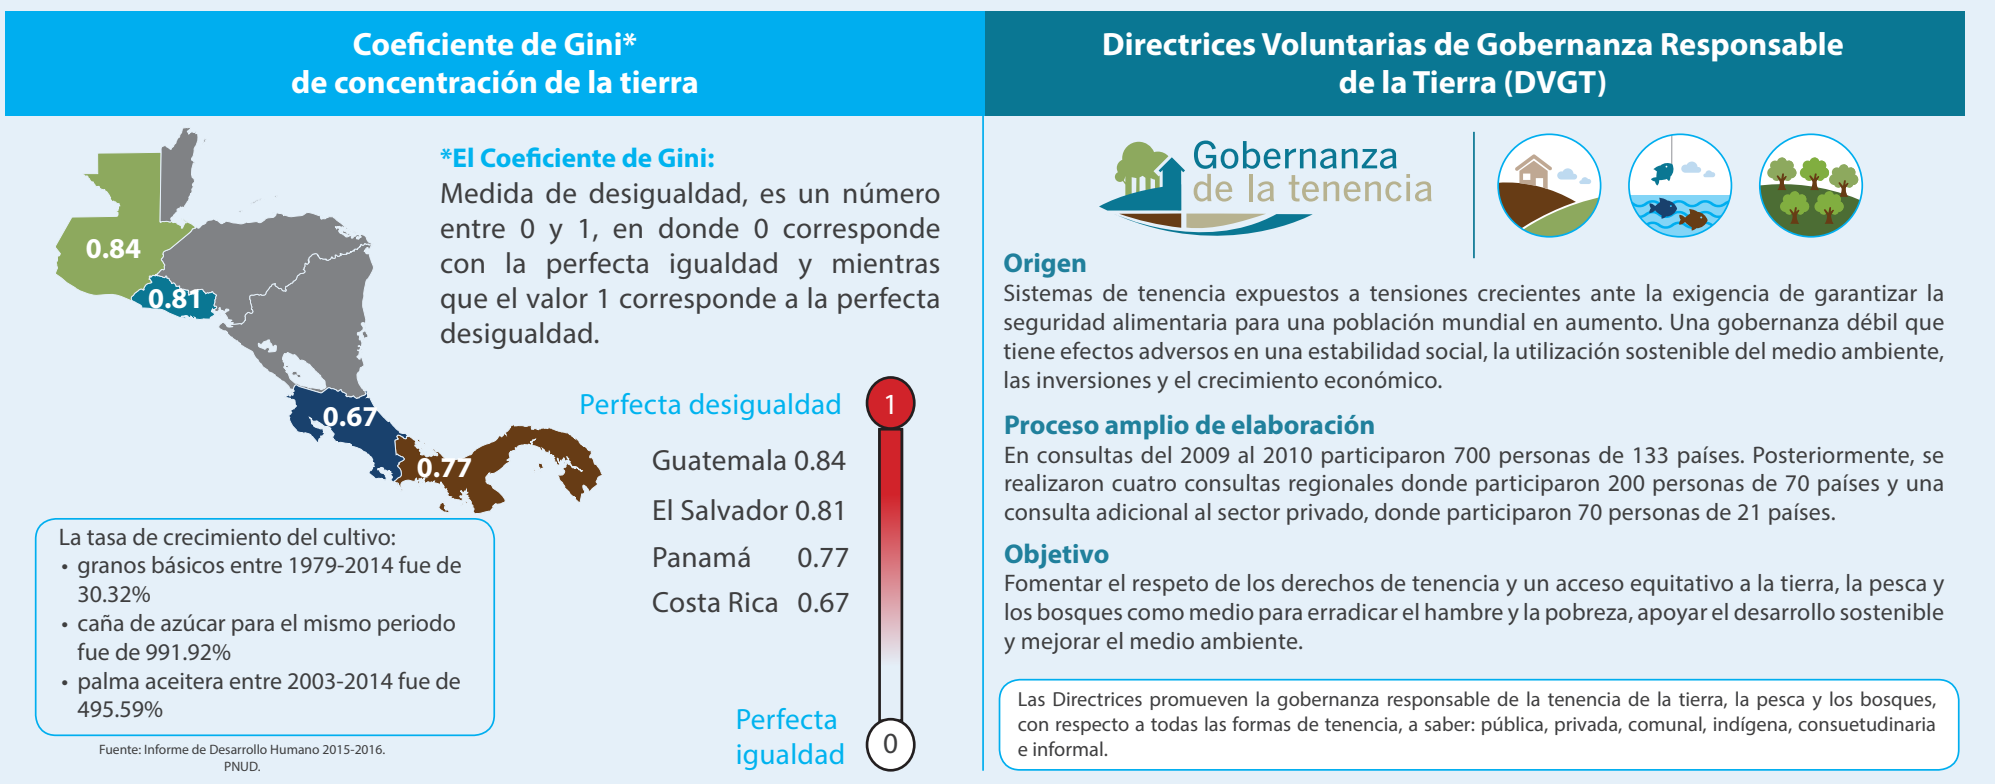 Coeficiente de Gini*
de concentración de la tierra
0.84
0.81
0.67
0.77
*El Coeficiente de Gini:
Medida de desigualdad, es un número
entre 0 y 1, en donde 0 corresponde
con la perfecta igualdad y mientras
que el valor 1 corresponde a la perfecta
desigualdad.
Perfecta desigualdad
1
Guatemala 0.84
El Salvador 0.81
Panamá 0.77
Costa Rica 0.67
Perfecta
igualdad
0
La tasa de crecimiento del cultivo:
• granos básicos entre 1979-2014 fue de
30.32%
• caña de azúcar para el mismo periodo
fue de 991.92%
• palma aceitera entre 2003-2014 fue de
495.59%
Fuente: Informe de Desarrollo Humano 2015-2016.
PNUD.
Directrices Voluntarias de Gobernanza Responsable
de la Tierra (DVGT)
Gobernanza
de la tenencia
Origen
Sistemas de tenencia expuestos a tensiones crecientes ante la exigencia de garantizar la
seguridad alimentaria para una población mundial en aumento. Una gobernanza débil que
tiene efectos adversos en una estabilidad social, la utilización sostenible del medio ambiente,
las inversiones y el crecimiento económico.
Proceso amplio de elaboración
En consultas del 2009 al 2010 participaron 700 personas de 133 países. Posteriormente, se
realizaron cuatro consultas regionales donde participaron 200 personas de 70 países y una
consulta adicional al sector privado, donde participaron 70 personas de 21 países.
Objetivo
Fomentar el respeto de los derechos de tenencia y un acceso equitativo a la tierra, la pesca y
los bosques como medio para erradicar el hambre y la pobreza, apoyar el desarrollo sostenible
y mejorar el medio ambiente.
Las Directrices promueven la gobernanza responsable de la tenencia de la tierra, la pesca y los bosques,
con respecto a todas las formas de tenencia, a saber: pública, privada, comunal, indígena, consuetudinaria
e informal.